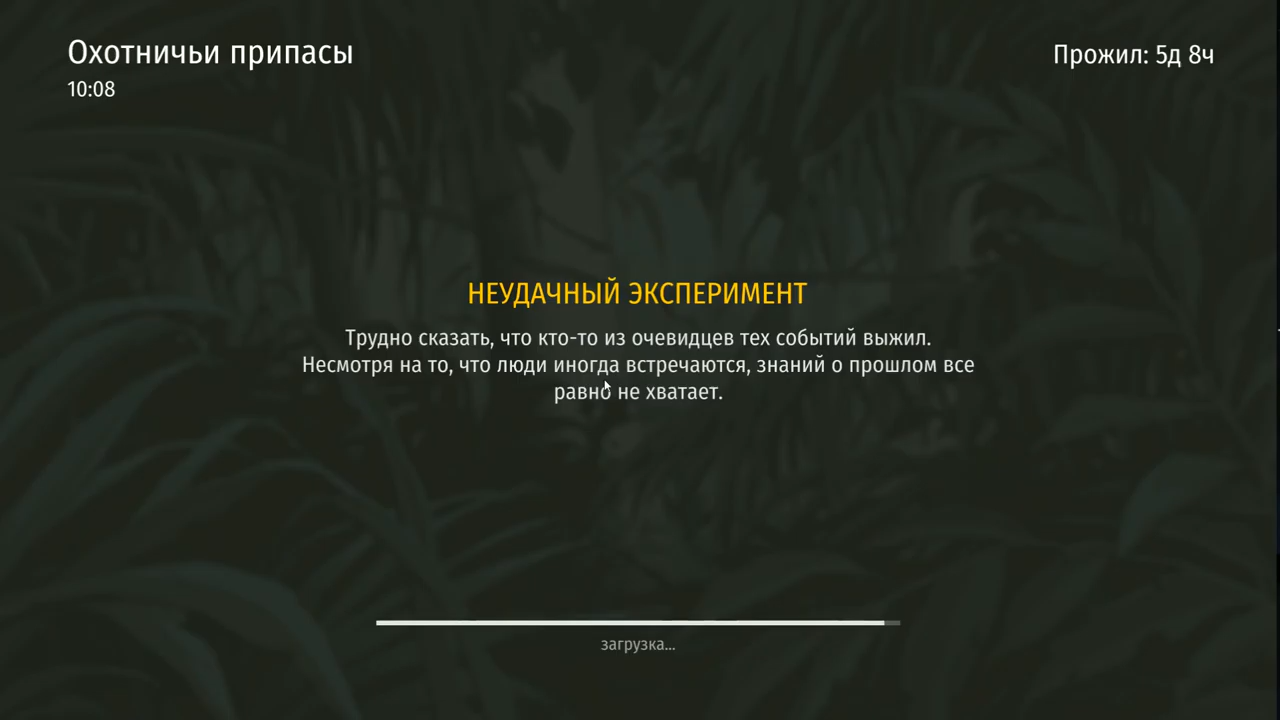 Охотничьи припасы
Прожил: 5д 8ч
10:08
НЕУДАЧНЫЙ ЭКСПЕРИМЕНТ
Трудно сказать, что кто-то из очевидцев тех событий выжил.
Несмотря на то, что люди иногда встречаются, знаний о прошлом все
равно не хватает.
загрузка...